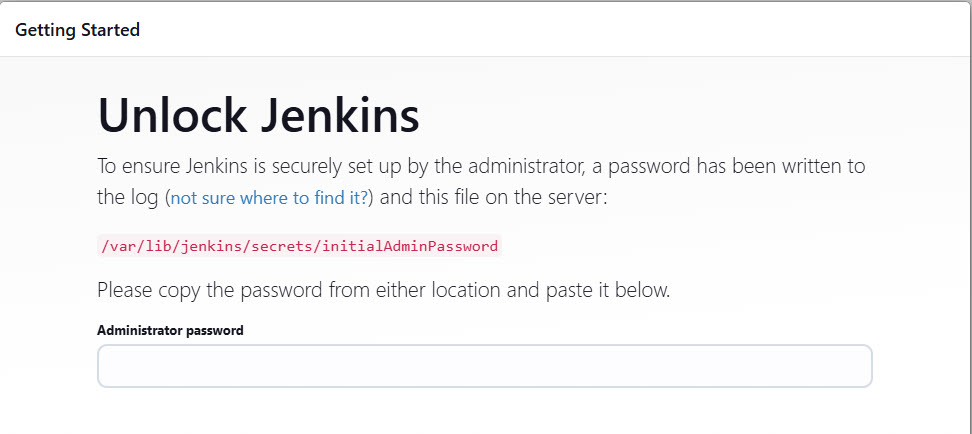 Getting Started
Unlock Jenkins
To ensure Jenkins is securely set up by the administrator, a password has been written to
the log (not sure where to find it?) and this file on the server:
/var/lib/jenkins/secrets/initialAdminPassword
Please copy the password from either location and paste it below.
Administrator password